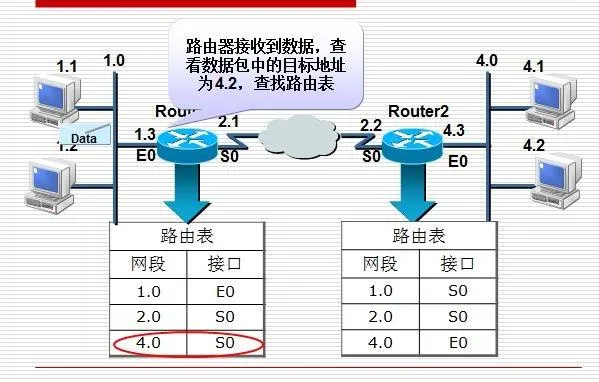 路由器接收到数据，查
看数据包中的目标地址
为4.2，查找路由表
1.1
1.0
4.0
4.1
Rou
Router2
Data
1.2
1.3
2.1
2.2
4.3
4.2
E0
S0
S0
E0
路由表
网段 接口
1.0 E0
2.0 S0
4.0 S0
路由表
网段 接口
1.0 S0
2.0 S0
4.0 E0